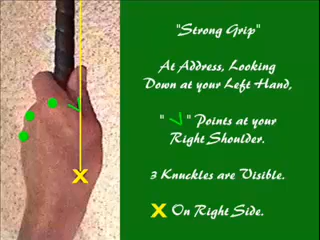 "Strong Grip"
At Address, Looking
Down at your Left Hand,
" V " Points at your
Right Shoulder.
3 Knuckles are Visible.
X On Right Side.
V
X